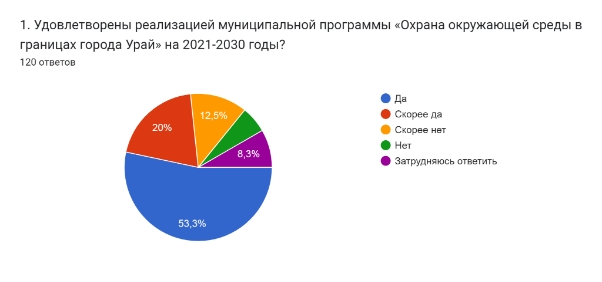 1. Удовлетворены реализацией муниципальной программы «Охрана окружающей среды в
границах города Урай» на 2021-2030 годы?
120 ответов
12,5%
20%
8,3%
53,3%
Да
Скорее да
Скорее нет
Нет
Затрудняюсь ответить